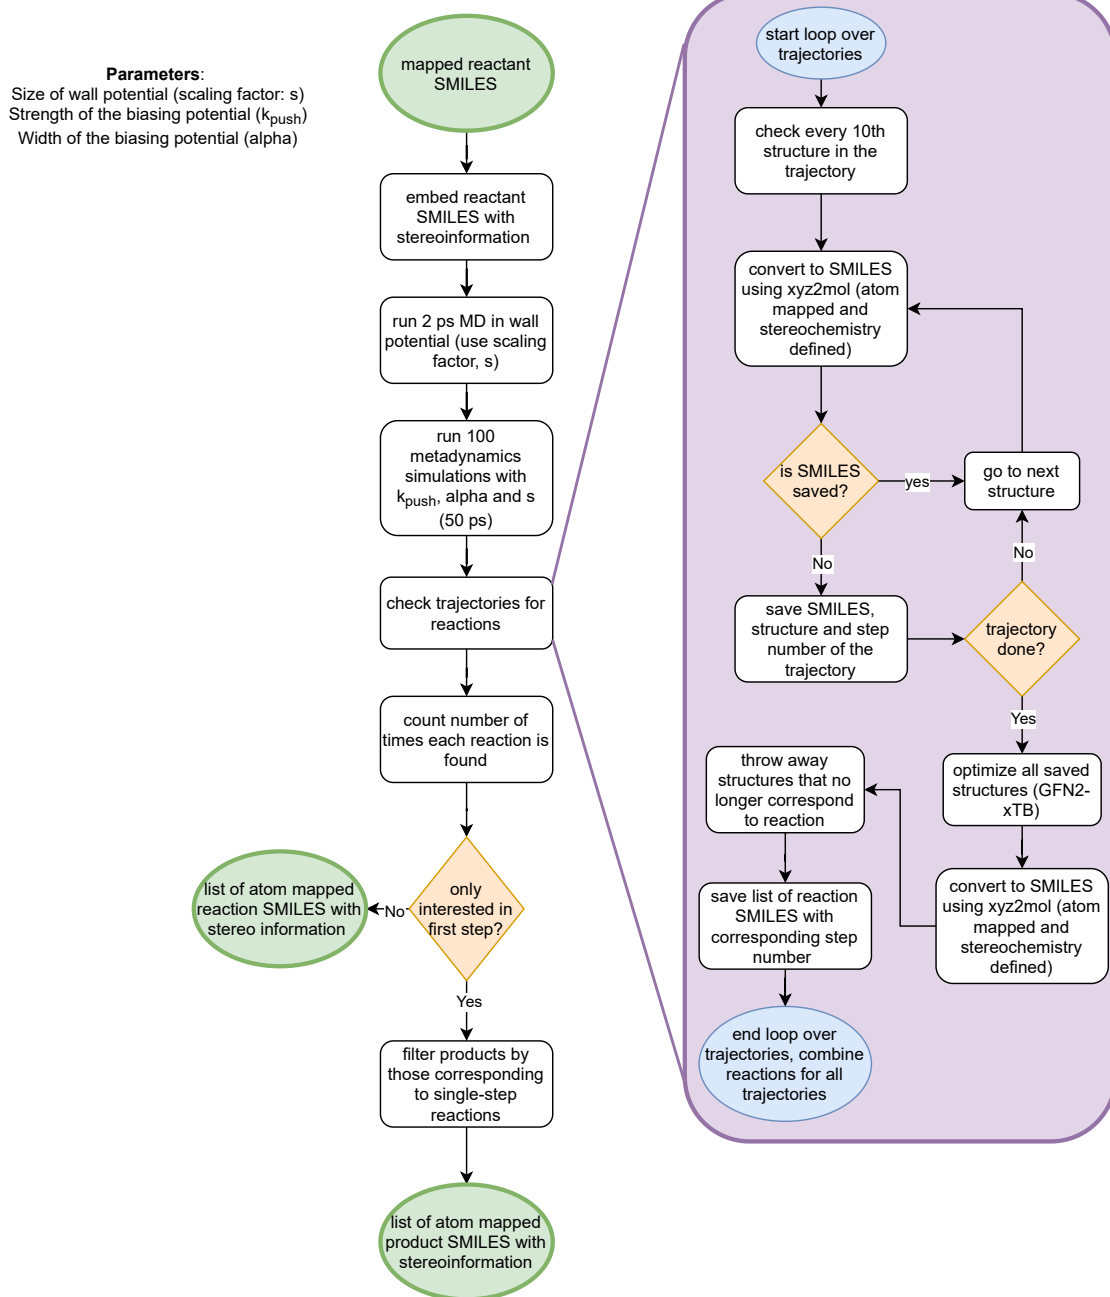 Parameters:
Size of wall potential (scaling factor: s)
Strength of the biasing potential (kpush)
Width of the biasing potential (alpha)
mapped reactant
SMILES
embed reactant
SMILES with
stereoinformation
run 2 ps MD in wall
potential (use scaling
factor, s)
run 100
metadynamics
simulations with
kpush, alpha and s
(50 ps)
check trajectories for
reactions
count number of
times each reaction is
found
only
interested in
first step?
No
list of atom mapped
reaction SMILES with
stereo information
Yes
filter products by
those corresponding
to single-step
reactions
list of atom mapped
product SMILES with
stereoinformation
start loop over
trajectories
check every 10th
structure in the
trajectory
convert to SMILES
using xyz2mol (atom
mapped and
stereochemistry
defined)
is SMILES
saved?
yes
go to next
structure
No
save SMILES,
structure and step
number of the
trajectory
trajectory
done?
No
Yes
optimize all saved
structures (GFN2-
xTB)
convert to SMILES
using xyz2mol (atom
mapped and
stereochemistry
defined)
throw away
structures that no
longer correspond
to reaction
save list of reaction
SMILES with
corresponding step
number
end loop over
trajectories, combine
reactions for all
trajectories